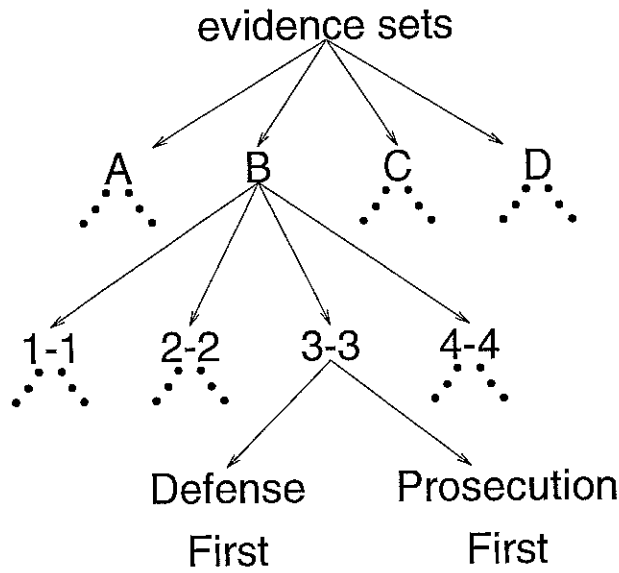 evidence sets
A B C D
1-1 2-2 3-3 4-4
Defense Prosecution
First First